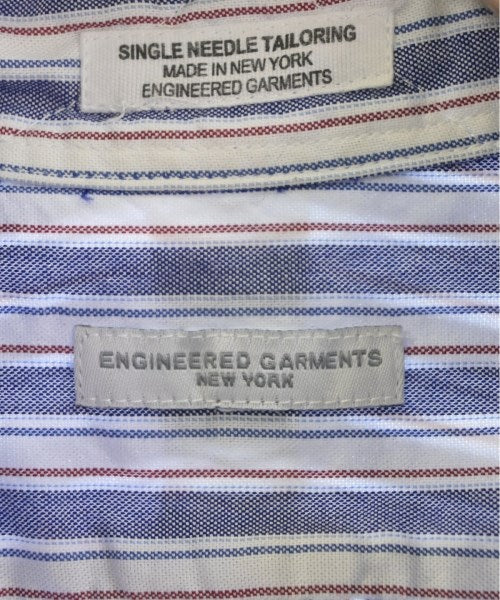 SINGLE NEEDLE TAILORING
MADE IN NEW YORK
ENGINEERED GARMENTS
ENGINEERED GARMENTS
NEW YORK